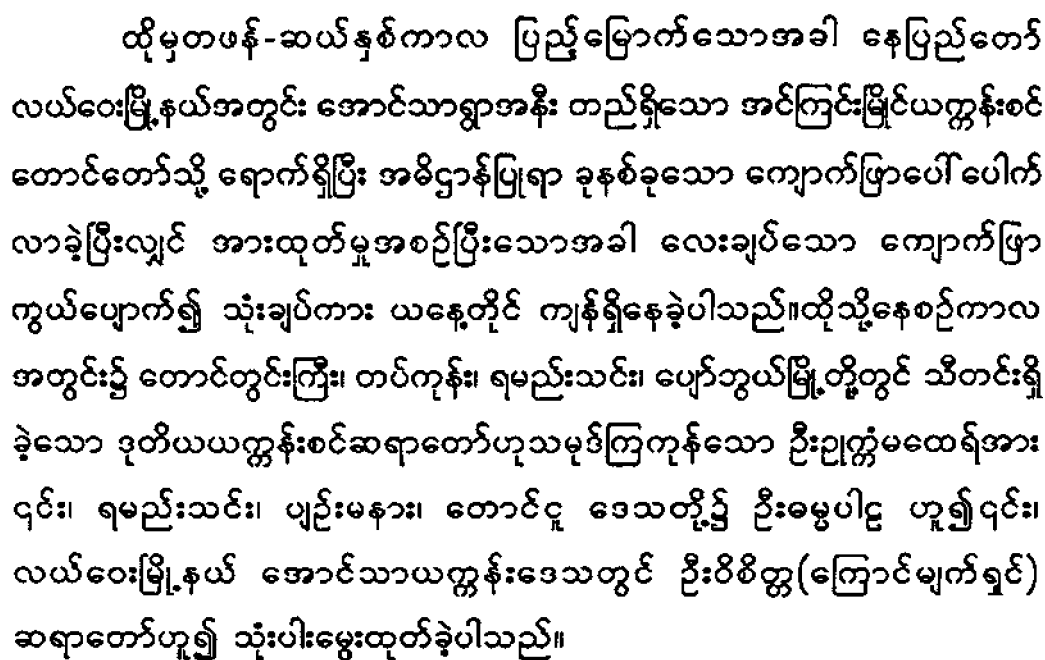 ထို့မှတဖန်-ဆယ်နှစ်ကာလ ပြည့်မြောက်သောအခါ နေပြည်တော်
လယ်ဝေးမြို့နယ်အတွင်း အောင်သာရွာအနီး တည်ရှိသော အင်ကြင်းမြိုင်ယက္ကန်းစင်
တောင်တော်သို့ ရောက်ရှိပြီး အဓိဌာန်ပြုရာ ခုနစ်ခုသော ကျောက်ဖြာပေါ် ပေါက်
လာခဲ့ပြီးလျှင် အားထုတ်မှုအစဉ်ပြီးသောအခါ လေးချပ်သော ကျောက်ဖြာ
ကွယ်ပျောက်၍ သုံးချပ်ကား ယနေ့တိုင် ကျန်ရှိနေခဲ့ပါသည်။ထိုသို့နေစဉ်ကာလ
အတွင်း၌ တောင်တွင်းကြီး၊ တပ်ကုန်း၊ ရမည်းသင်း၊ ပျော်ဘွယ်မြို့တို့တွင် သီတင်းရှိ
ခဲ့သော ဒုတိယယက္ကန်းစင်ဆရာတော်ဟုသမုဒ်ကြကုန်သော ဦးဥုက္ကံမထေရ်အား
၎င်း၊ ရမည်းသင်း၊ ပျဉ်းမနား၊ တောင်ငူ ဒေသတို့၌ ဦးဓမ္မပါဠ ဟူ၍၎င်း၊
လယ်ဝေးမြို့နယ် အောင်သာယက္ကန်းဒေသတွင် ဦးဝိစိတ္တ(ကြောင်မျက်ရှင်)
ဆရာတော်ဟူ၍ သုံးပါးမွေးထုတ်ခဲ့ပါသည်။